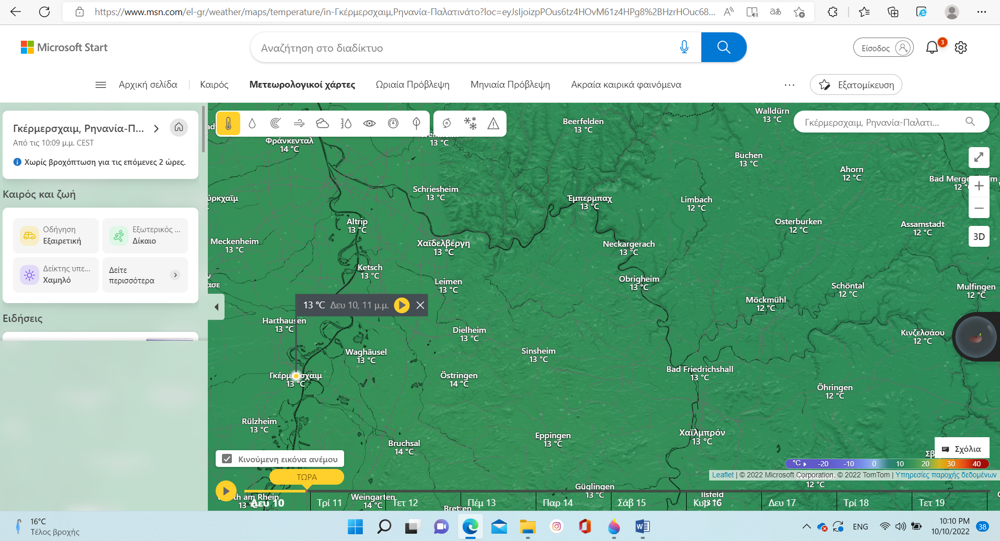 https://www.msn.com/el-gr/weather/maps/temperature/in-Γκέρμερσχαιμ,Ρηνανία-Παλατινάτο?loc=eyJsIjoizpPOus6tz4HOvM61z4HPg8%2BHzrHOuc68...
Microsoft Start
Αναζήτηση στο διαδίκτυο
Είσοδος
3
Αρχική σελίδα
Καιρός
Μετεωρολογικοί χάρτες
Ωριαία Πρόβλεψη
Μηνιαία Πρόβλεψη
Ακραία καιρικά φαινόμενα
Εξατομίκευση
Γκέρμερσχαιμ, Ρηνανία-Π...
Από τις 10:09 μ.μ. CEST
Χωρίς βροχόπτωση για τις επόμενες 2 ώρες.
Καιρός και ζωή
Οδήγηση
Εξαιρετική
Εξωτερικός ...
Δίκαιο
Δείκτης υπε...
Χαμηλό
Δείτε
περισσότερα
Ειδήσεις
Γκέρμερσχαιμ, Ρηνανία-Παλατι...
Walldürn
13 °C
Beerfelden
13 °C
13 °C
Φράνκενταλ
14 °C
Buchen
13 °C
Ahorn
12 °C
Schriesheim
13 °C
Έμπερμπαχ
13 °C
Limbach
12 °C
Altrip
13 °C
Osterburken
12 °C
Assamstadt
12 °C
3D
Meckenheim
13 °C
Χαϊδελβέργη
13 °C
Neckargerach
13 °C
Ketsch
13 °C
Leimen
13 °C
Obrigheim
13 °C
Schöntal
12 °C
Mulfingen
12 °C
Möckmühl
12 °C
13 °C Δευ 10, 11 μ.μ.
Harthausen
13 °C
Dielheim
13 °C
Κινζελσάου
12 °C
Waghäusel
13 °C
Sinsheim
13 °C
Γκέρμερσχαιμ
13 °C
Östringen
14 °C
Bad Friedrichshall
13 °C
Öhringen
12 °C
Rülzheim
13 °C
Bruchsal
14 °C
Eppingen
13 °C
Χαϊλμπρόν
13 °C
Σχόλια
Κινούμενη εικόνα ανέμου
°C -20 -10 0 10 20 30 40
ΤΩΡΑ
Leaflet | © 2022 Microsoft Corporation, © 2022 TomTom | Υπηρεσίες παροχής δεδομένων
12 °C
Güglingen
13 °C
Weingarten
14 °C
Ilsfeld
13 °C
Bretten
Δευ 10
Τρί 11
Τετ 12
Πέμ 13
Παρ 14
Σάβ 15
Κυρ 16
Δευ 17
Τρί 18
Τετ 19
16°C
Τέλος βροχής
ENG
10:10 PM
10/10/2022
38